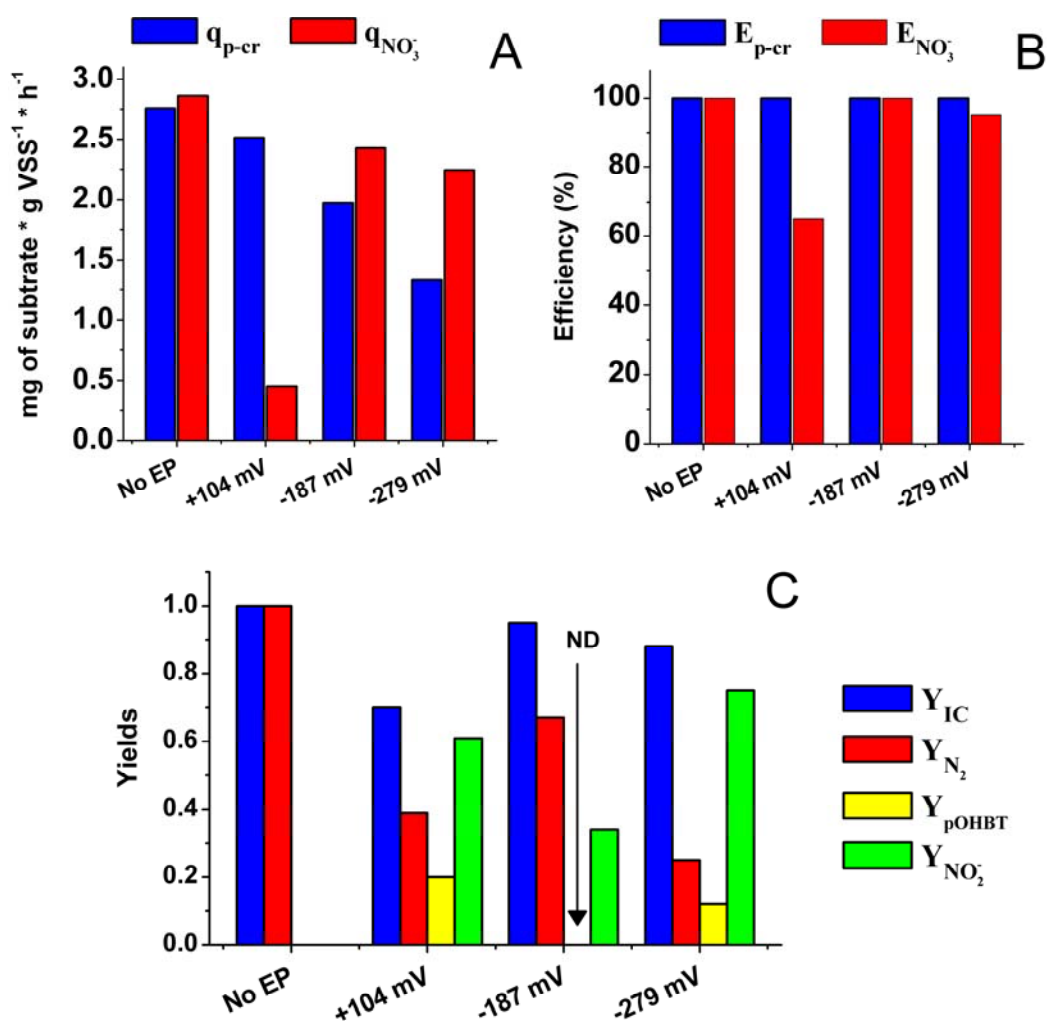 q p-cr q NO3-
A
mg of subtrate * g VSS-1 * h-1
3.0
2.5
2.0
1.5
1.0
0.5
0.0
No EP +104 mV -187 mV -279 mV
E p-cr E NO3-
B
Efficiency (%)
100
80
60
40
20
0
No EP +104 mV -187 mV -279 mV
C
Yields
1.0
0.8
0.6
0.4
0.2
0.0
ND
No EP +104 mV -187 mV -279 mV
Y IC
Y N2
Y pOHBT
Y NO2-